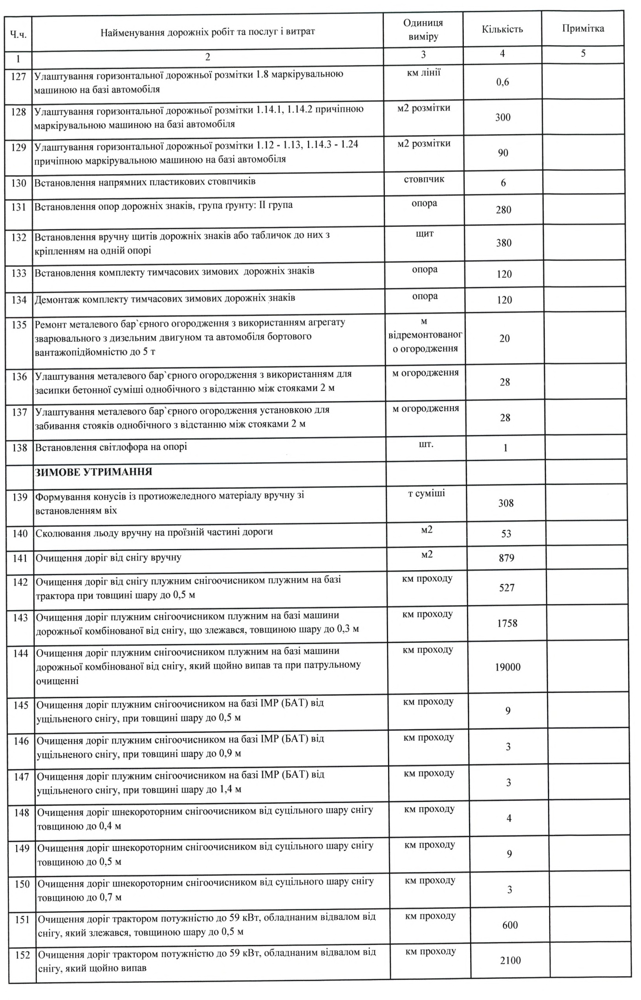 Ч.ч.
Найменування дорожніх робіт та послуг і витрат
Одиниця
виміру
Кількість
Примітка
1
2
3
4
5
127
Улаштування горизонтальної дорожньої розмітки 1.8 маркірувальною
машиною на базі автомобіля
км лінії
0,6
128
Улаштування горизонтальної дорожньої розмітки 1.14.1, 1.14.2 причіпною
маркірувальною машиною на базі автомобіля
м2 розмітки
300
129
Улаштування горизонтальної дорожньої розмітки 1.12 - 1.13, 1.14.3 - 1.24
причіпною маркірувальною машиною на базі автомобіля
м2 розмітки
90
130
Встановлення напрямних пластикових стовпчиків
стовпчик
6
131
Встановлення опор дорожніх знаків, група ґрунту: II група
опора
280
132
Встановлення вручну щитів дорожніх знаків або табличок до них з
кріпленням на одній опорі
щит
380
133
Встановлення комплекту тимчасових зимових  дорожніх знаків
опора
120
134
Демонтаж комплекту тимчасових зимових дорожніх знаків
опора
120
135
Ремонт металевого бар`єрного огородження з використанням агрегату
зварювального з дизельним двигуном та автомобіля бортового
вантажопідйомністю до 5 т
м
відремонтованог
о огородження
20
136
Улаштування металевого бар`єрного огородження з використанням для
засипки бетонної суміші однобічного з відстанню між стояками 2 м
м огородження
28
137
Улаштування металевого бар`єрного огородження установкою для
забивання стояків однобічного з відстанню між стояками 2 м
м огородження
28
138
Встановлення світлофора на опорі
шт.
1
ЗИМОВЕ УТРИМАННЯ
139
Формування конусів із протиожеледного матеріалу вручну зі
встановленням віх
т суміші
308
140
Сколювання льоду вручну на проїзній частині дороги
м2
53
141
Очищення доріг від снігу вручну
м2
879
142
Очищення доріг від снігу плужним снігоочисником плужним на базі
трактора при товщині шару до 0,5 м
км проходу
527
143
Очищення доріг плужним снігоочисником плужним на базі машини
дорожньої комбінованої від снігу, що злежався, товщиною шару до 0,3 м
км проходу
1758
144
Очищення доріг плужним снігоочисником плужним на базі машини
дорожньої комбінованої від снігу, який щойно випав та при патрульному
очищенні
км проходу
19000
145
Очищення доріг плужним снігоочисником на базі ІМР (БАТ) від
ущільненого снігу, при товщині шару до 0,5 м
км проходу
9
146
Очищення доріг плужним снігоочисником на базі ІМР (БАТ) від
ущільненого снігу, при товщині шару до 0,9 м
км проходу
3
147
Очищення доріг плужним снігоочисником на базі ІМР (БАТ) від
ущільненого снігу, при товщині шару до 1,4 м
км проходу
3
148
Очищення доріг шнекороторним снігоочисником від суцільного шару снігу
товщиною до 0,4 м
км проходу
4
149
Очищення доріг шнекороторним снігоочисником від суцільного шару снігу
товщиною до 0,5 м
км проходу
9
150
Очищення доріг шнекороторним снігоочисником від суцільного шару снігу
товщиною до 0,7 м
км проходу
3
151
Очищення доріг трактором потужністю до 59 кВт, обладнаним відвалом від
снігу, який злежався, товщиною шару до 0,5 м
км проходу
600
152
Очищення доріг трактором потужністю до 59 кВт, обладнаним відвалом від
снігу, який щойно випав
км проходу
2100